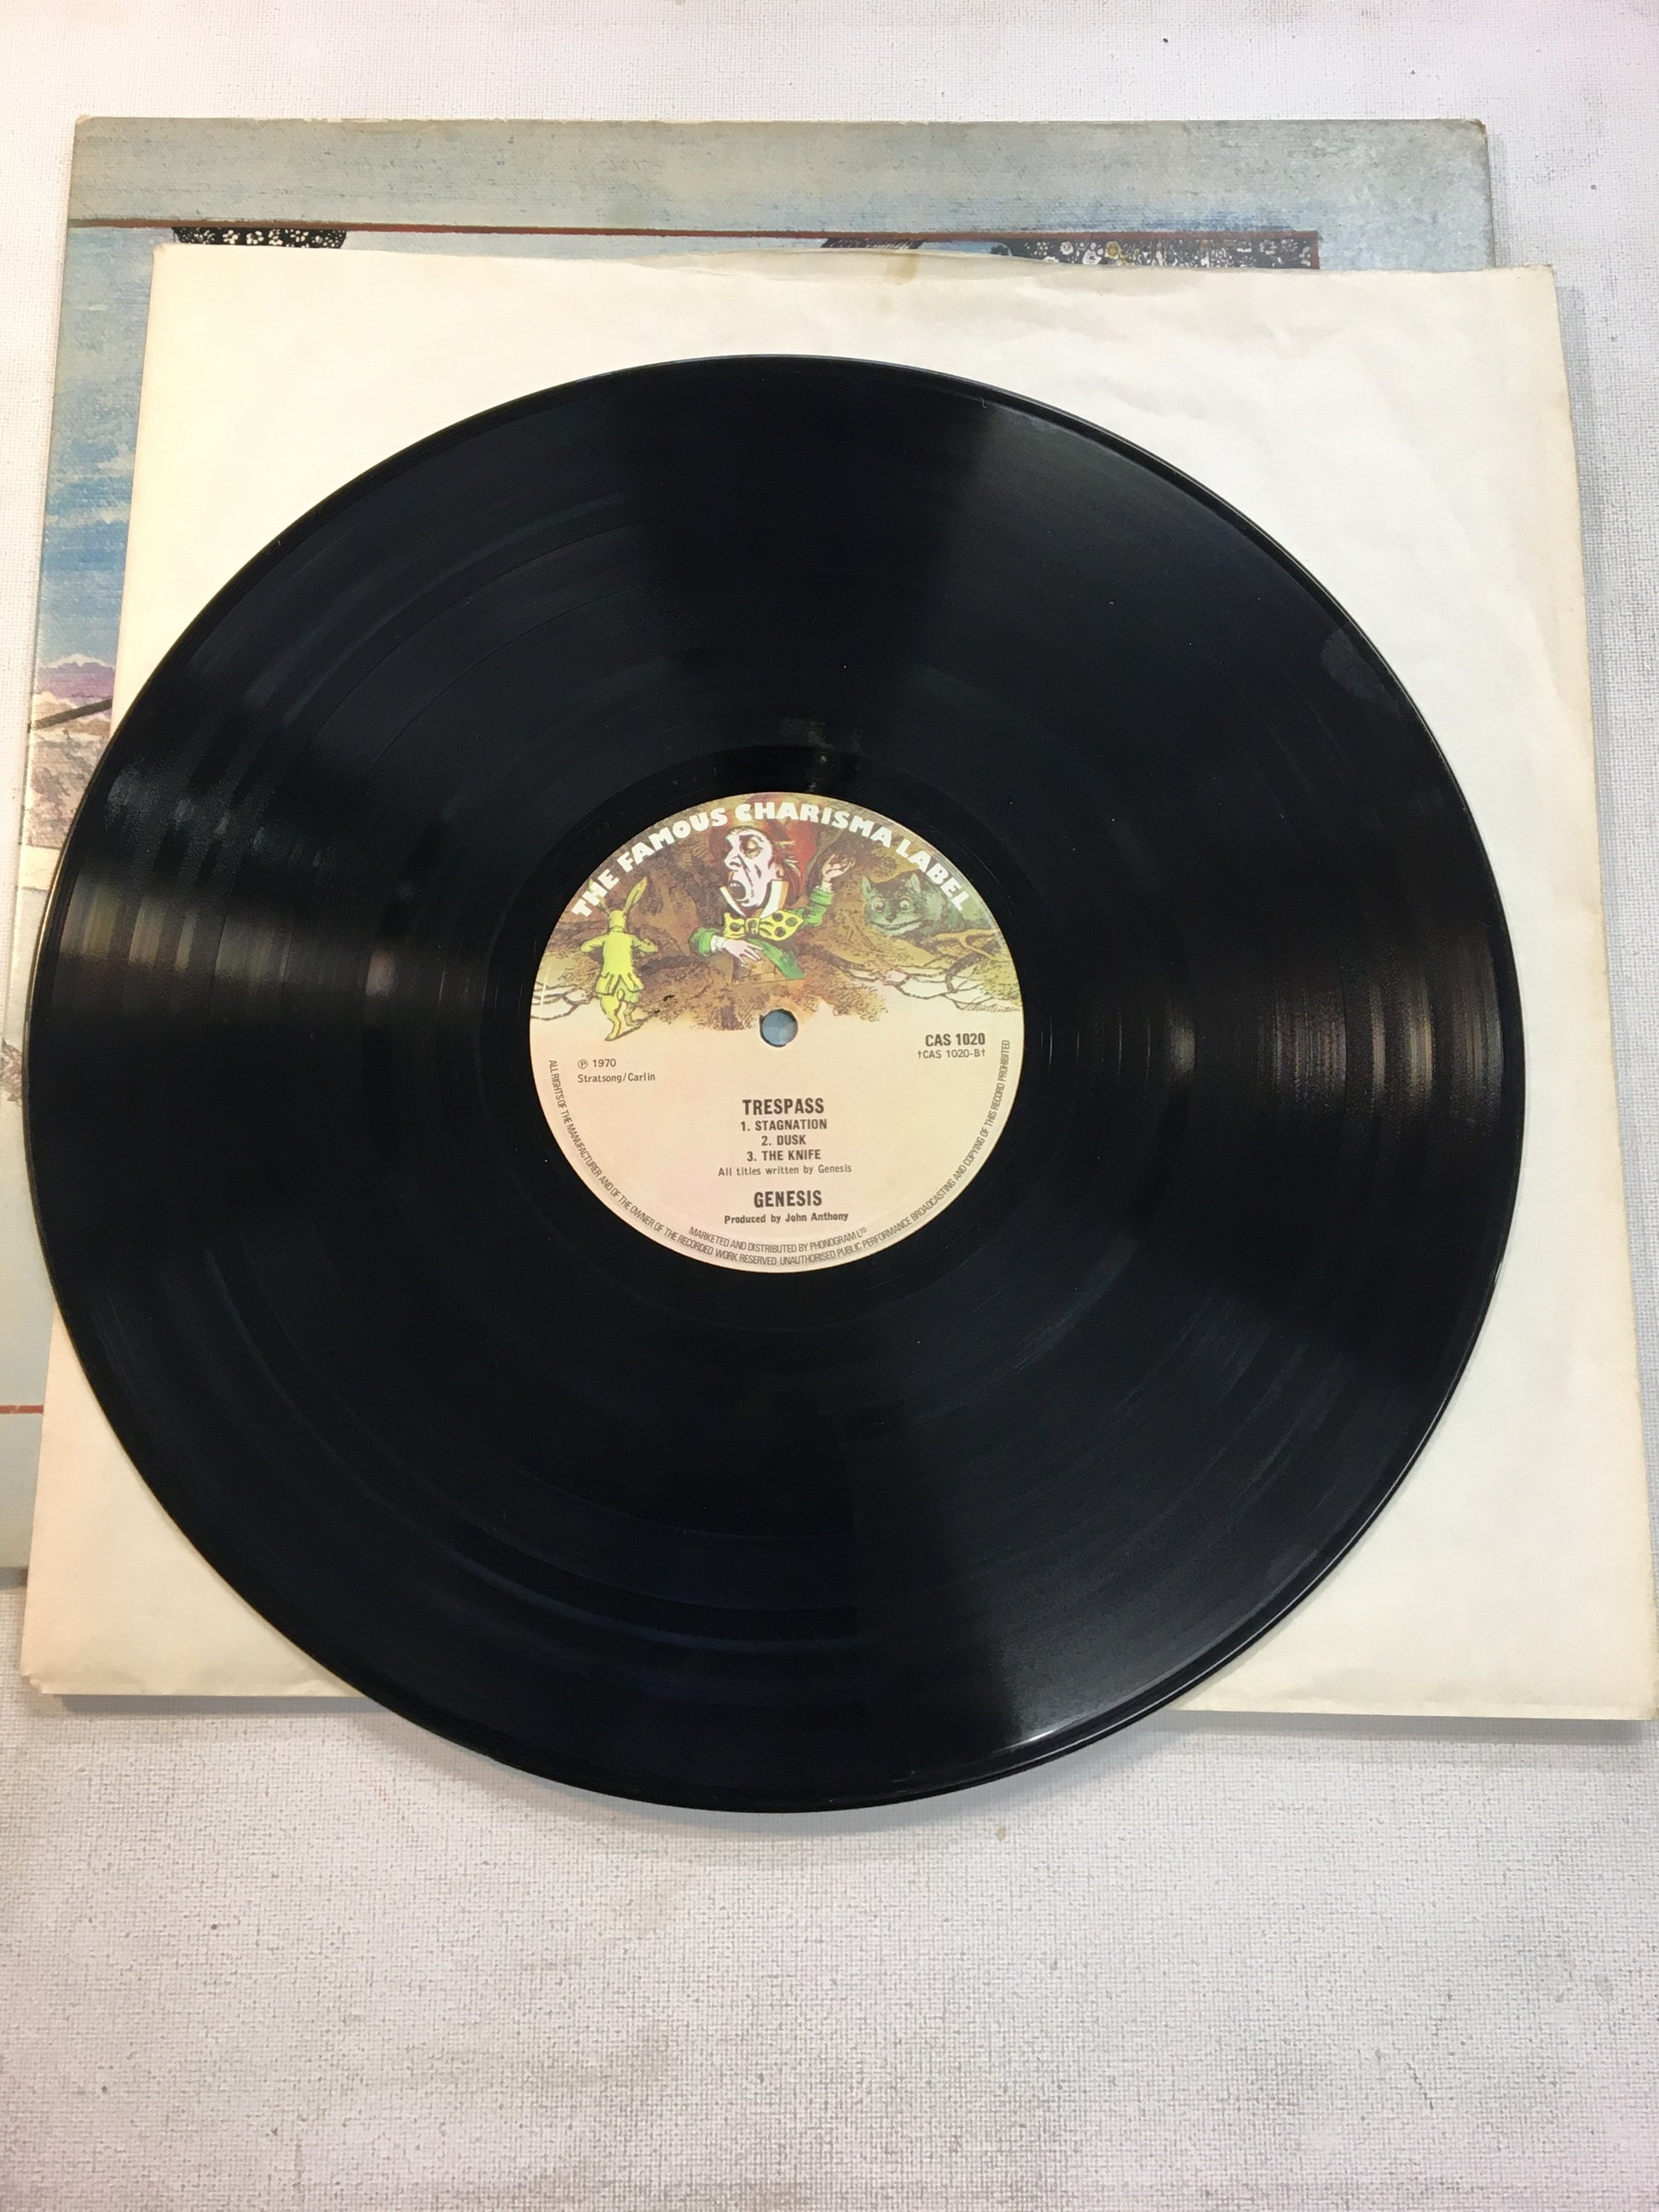 THE FAMOUS CHARISMA LABEL
CAS 1020
†CAS 1020-B†
℗ 1970
Stratsong/Carlin
TRESPASS
1. STAGNATION
2. DUSK
3. THE KNIFE
All titles written by Genesis
GENESIS
Produced by John Anthony
MARKETED AND DISTRIBUTED BY PHONOGRAM LTD
ALL RIGHTS OF THE MANUFACTURER AND OF THE OWNER OF THE RECORDED WORK RESERVED UNAUTHORISED PUBLIC PERFORMANCE BROADCASTING AND COPYING OF THIS RECORD PROHIBITED